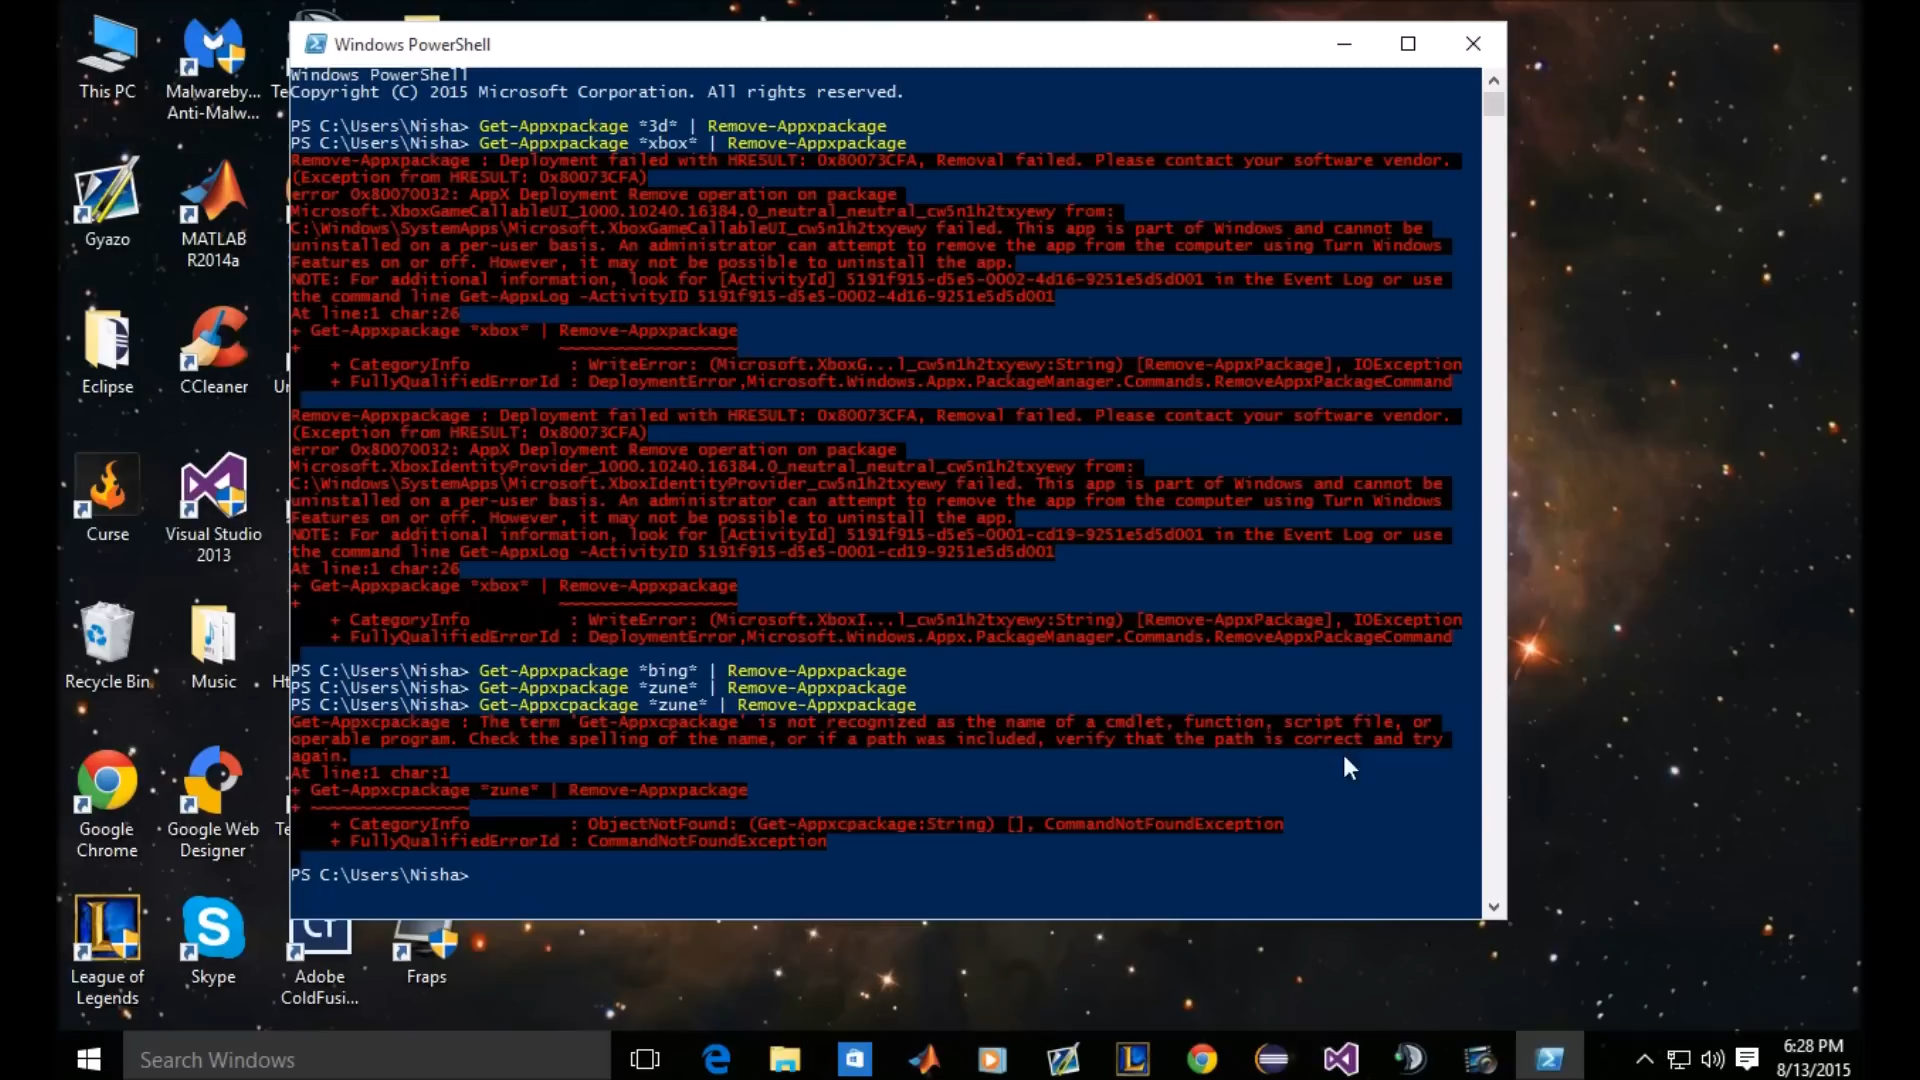 This PC
Malwareby...
Anti-Malw...
Gyazo
MATLAB
R2014a
Eclipse
CCleaner
Curse
Visual Studio
2013
Recycle Bin
Music
Google
Chrome
Google Web
Designer
League of
Legends
Skype
Adobe
ColdFusi...
Fraps
Windows PowerShell
Windows PowerShell
Copyright (C) 2015 Microsoft Corporation. All rights reserved.
PS C:\Users\Nisha> Get-Appxpackage *3d* | Remove-Appxpackage
PS C:\Users\Nisha> Get-Appxpackage *xbox* | Remove-Appxpackage
Remove-Appxpackage : Deployment failed with HRESULT: 0x80073CFA, Removal failed. Please contact your software vendor.
(Exception from HRESULT: 0x80073CFA)
error 0x80070032: AppX Deployment Remove operation on package
Microsoft.XboxGameCallableUI_1000.10240.16384.0_neutral_neutral_cw5n1h2txyewy from:
C:\Windows\SystemApps\Microsoft.XboxGameCallableUI_cw5n1h2txyewy failed. This app is part of Windows and cannot be
uninstalled on a per-user basis. An administrator can attempt to remove the app from the computer using Turn Windows
Features on or off. However, it may not be possible to uninstall the app.
NOTE: For additional information, look for [ActivityId] 5191f915-d5e5-0002-4d16-9251e5d5d001 in the Event Log or use
the command line Get-AppxLog -ActivityID 5191f915-d5e5-0002-4d16-9251e5d5d001
At line:1 char:26
+ Get-Appxpackage *xbox* | Remove-Appxpackage
+                          ~~~~~~~~~~~~~~~~~~
    + CategoryInfo          : WriteError: (Microsoft.XboxG...l_cw5n1h2txyewy:String) [Remove-AppxPackage], IOException
    + FullyQualifiedErrorId : DeploymentError,Microsoft.Windows.Appx.PackageManager.Commands.RemoveAppxPackageCommand
Remove-Appxpackage : Deployment failed with HRESULT: 0x80073CFA, Removal failed. Please contact your software vendor.
(Exception from HRESULT: 0x80073CFA)
error 0x80070032: AppX Deployment Remove operation on package
Microsoft.XboxIdentityProvider_1000.10240.16384.0_neutral_neutral_cw5n1h2txyewy from:
C:\Windows\SystemApps\Microsoft.XboxIdentityProvider_cw5n1h2txyewy failed. This app is part of Windows and cannot be
uninstalled on a per-user basis. An administrator can attempt to remove the app from the computer using Turn Windows
Features on or off. However, it may not be possible to uninstall the app.
NOTE: For additional information, look for [ActivityId] 5191f915-d5e5-0001-cd19-9251e5d5d001 in the Event Log or use
the command line Get-AppxLog -ActivityID 5191f915-d5e5-0001-cd19-9251e5d5d001
At line:1 char:26
+ Get-Appxpackage *xbox* | Remove-Appxpackage
+                          ~~~~~~~~~~~~~~~~~~
    + CategoryInfo          : WriteError: (Microsoft.XboxI...l_cw5n1h2txyewy:String) [Remove-AppxPackage], IOException
    + FullyQualifiedErrorId : DeploymentError,Microsoft.Windows.Appx.PackageManager.Commands.RemoveAppxPackageCommand
PS C:\Users\Nisha> Get-Appxpackage *bing* | Remove-Appxpackage
PS C:\Users\Nisha> Get-Appxpackage *zune* | Remove-Appxpackage
PS C:\Users\Nisha> Get-Appxcpackage *zune* | Remove-Appxpackage
Get-Appxcpackage : The term 'Get-Appxcpackage' is not recognized as the name of a cmdlet, function, script file, or
operable program. Check the spelling of the name, or if a path was included, verify that the path is correct and try
again.
At line:1 char:1
+ Get-Appxcpackage *zune* | Remove-Appxpackage
+ ~~~~~~~~~~~~~~~~
    + CategoryInfo          : ObjectNotFound: (Get-Appxcpackage:String) [], CommandNotFoundException
    + FullyQualifiedErrorId : CommandNotFoundException
PS C:\Users\Nisha>
Search Windows
6:28 PM
8/13/2015